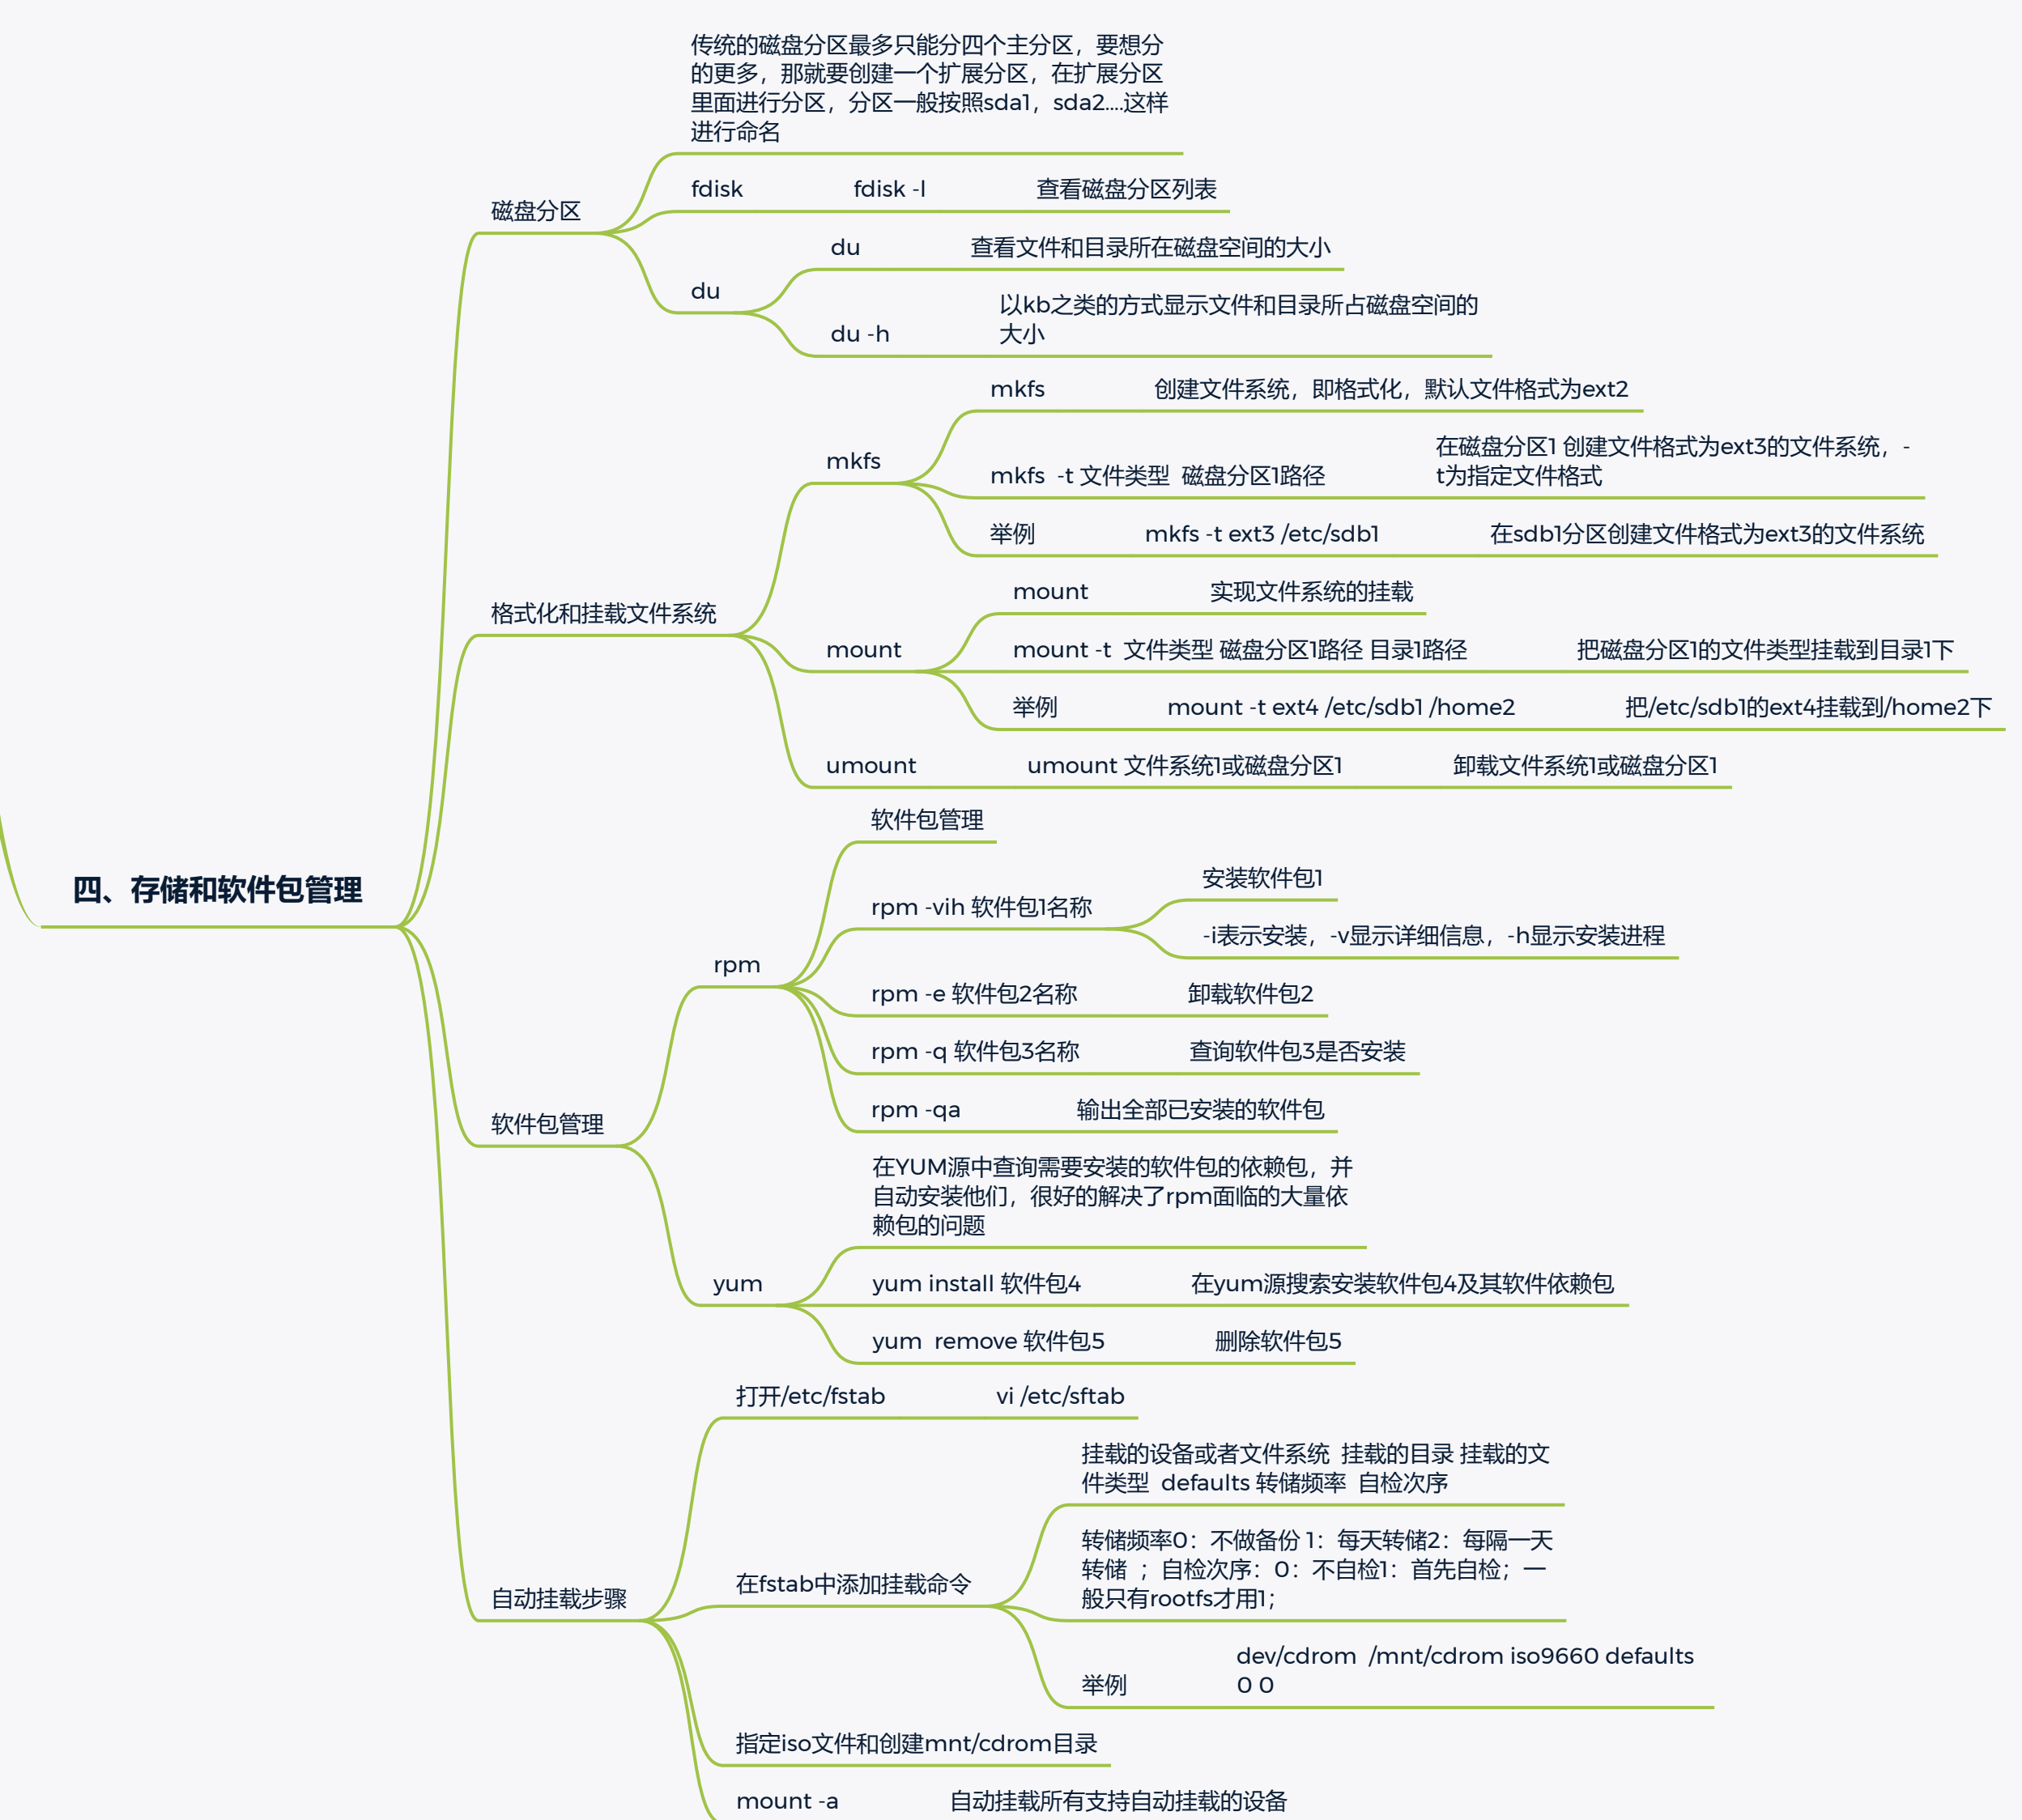 四、存储和软件包管理
磁盘分区
传统的磁盘分区最多只能分四个主分区，要想分
的更多，那就要创建一个扩展分区，在扩展分区
里面进行分区，分区一般按照sda1，sda2....这样
进行命名
fdisk
fdisk -l
查看磁盘分区列表
du
du
查看文件和目录所在磁盘空间的大小
du -h
以kb之类的方式显示文件和目录所占磁盘空间的
大小
格式化和挂载文件系统
mkfs
mkfs
创建文件系统，即格式化，默认文件格式为ext2
mkfs  -t 文件类型  磁盘分区1路径
在磁盘分区1 创建文件格式为ext3的文件系统，-
t为指定文件格式
举例
mkfs -t ext3 /etc/sdb1
在sdb1分区创建文件格式为ext3的文件系统
mount
mount
实现文件系统的挂载
mount -t  文件类型 磁盘分区1路径 目录1路径
把磁盘分区1的文件类型挂载到目录1下
举例
mount -t ext4 /etc/sdb1 /home2
把/etc/sdb1的ext4挂载到/home2下
umount
umount 文件系统1或磁盘分区1
卸载文件系统1或磁盘分区1
软件包管理
rpm
软件包管理
rpm -vih 软件包1名称
安装软件包1
-i表示安装，-v显示详细信息，-h显示安装进程
rpm -e 软件包2名称
卸载软件包2
rpm -q 软件包3名称
查询软件包3是否安装
rpm -qa
输出全部已安装的软件包
yum
在YUM源中查询需要安装的软件包的依赖包，并
自动安装他们，很好的解决了rpm面临的大量依
赖包的问题
yum install 软件包4
在yum源搜索安装软件包4及其软件依赖包
yum  remove 软件包5
删除软件包5
自动挂载步骤
打开/etc/fstab
vi /etc/sftab
在fstab中添加挂载命令
挂载的设备或者文件系统  挂载的目录 挂载的文
件类型  defaults 转储频率  自检次序
转储频率0：不做备份 1：每天转储2：每隔一天
转储  ；自检次序：0：不自检1：首先自检；一
般只有rootfs才用1；
举例
dev/cdrom  /mnt/cdrom iso9660 defaults
0 0
指定iso文件和创建mnt/cdrom目录
mount -a
自动挂载所有支持自动挂载的设备